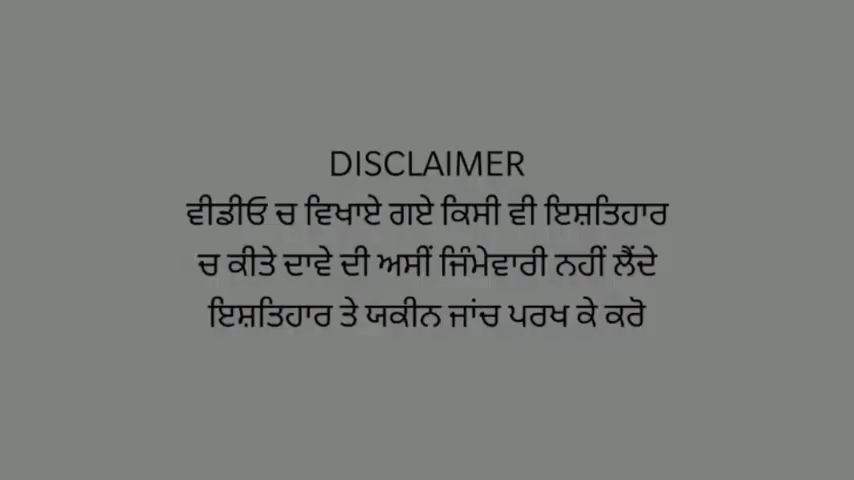 DISCLAIMER
ਵੀਡੀਓ ਚ ਵਿਖਾਏ ਗਏ ਕਿਸੀ ਵੀ ਇਸ਼ਤਿਹਾਰ
ਚ ਕੀਤੇ ਦਾਵੇ ਦੀ ਅਸੀਂ ਜਿੰਮੇਵਾਰੀ ਨਹੀਂ ਲੈਂਦੇ
ਇਸ਼ਤਿਹਾਰ ਤੇ ਯਕੀਨ ਜਾਂਚ ਪਰਖ ਕੇ ਕਰੋ